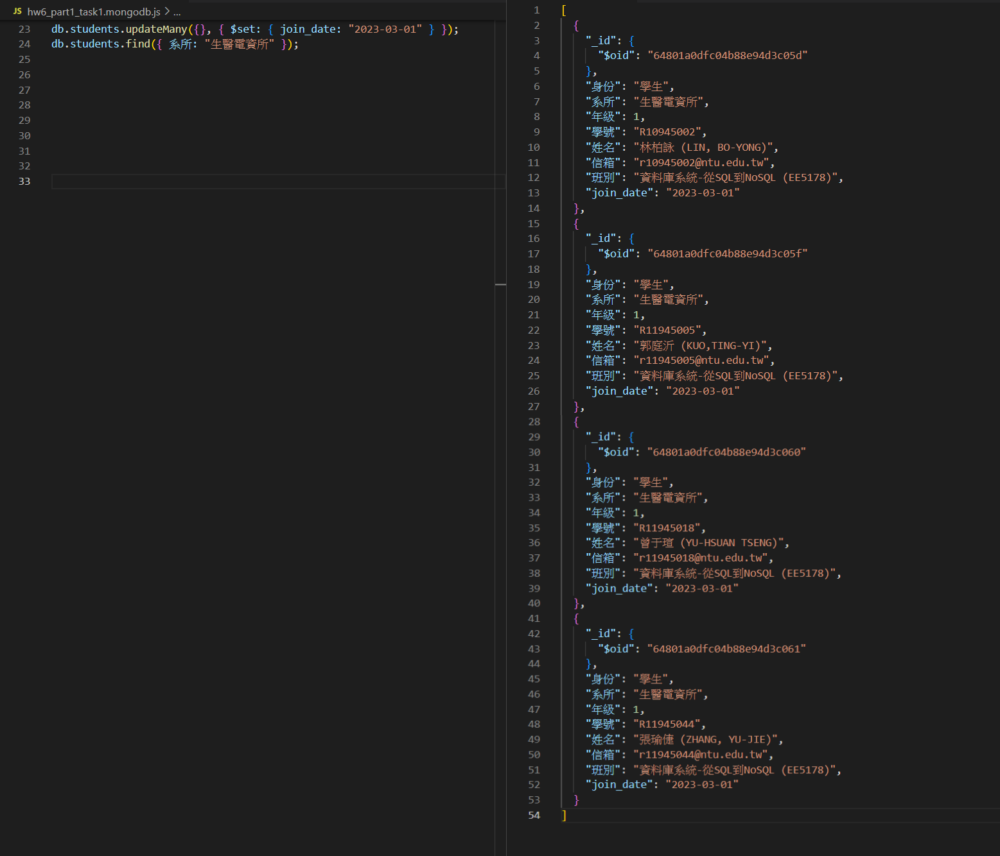 JS hw6_part1_task1.mongodb.js > ...
23 db.students.updateMany({}, { $set: { join_date: "2023-03-01" } });
24 db.students.find({ 系所: "生醫電資所" });
25
26
27
28
29
30
31
32
33
1 [
2 {
3 "_id": {
4 "$oid": "64801a0dfc04b88e94d3c05d"
5 },
6 "身份": "學生",
7 "系所": "生醫電資所",
8 "年級": 1,
9 "學號": "R10945002",
10 "姓名": "林柏詠 (LIN, BO-YONG)",
11 "信箱": "r10945002@ntu.edu.tw",
12 "班別": "資料庫系統-從SQL到NoSQL (EE5178)",
13 "join_date": "2023-03-01"
14 },
15 {
16 "_id": {
17 "$oid": "64801a0dfc04b88e94d3c05f"
18 },
19 "身份": "學生",
20 "系所": "生醫電資所",
21 "年級": 1,
22 "學號": "R11945005",
23 "姓名": "郭庭沂 (KUO,TING-YI)",
24 "信箱": "r11945005@ntu.edu.tw",
25 "班別": "資料庫系統-從SQL到NoSQL (EE5178)",
26 "join_date": "2023-03-01"
27 },
28 {
29 "_id": {
30 "$oid": "64801a0dfc04b88e94d3c060"
31 },
32 "身份": "學生",
33 "系所": "生醫電資所",
34 "年級": 1,
35 "學號": "R11945018",
36 "姓名": "曾于瑄 (YU-HSUAN TSENG)",
37 "信箱": "r11945018@ntu.edu.tw",
38 "班別": "資料庫系統-從SQL到NoSQL (EE5178)",
39 "join_date": "2023-03-01"
40 },
41 {
42 "_id": {
43 "$oid": "64801a0dfc04b88e94d3c061"
44 },
45 "身份": "學生",
46 "系所": "生醫電資所",
47 "年級": 1,
48 "學號": "R11945044",
49 "姓名": "張瑜倢 (ZHANG, YU-JIE)",
50 "信箱": "r11945044@ntu.edu.tw",
51 "班別": "資料庫系統-從SQL到NoSQL (EE5178)",
52 "join_date": "2023-03-01"
53 }
54 ]